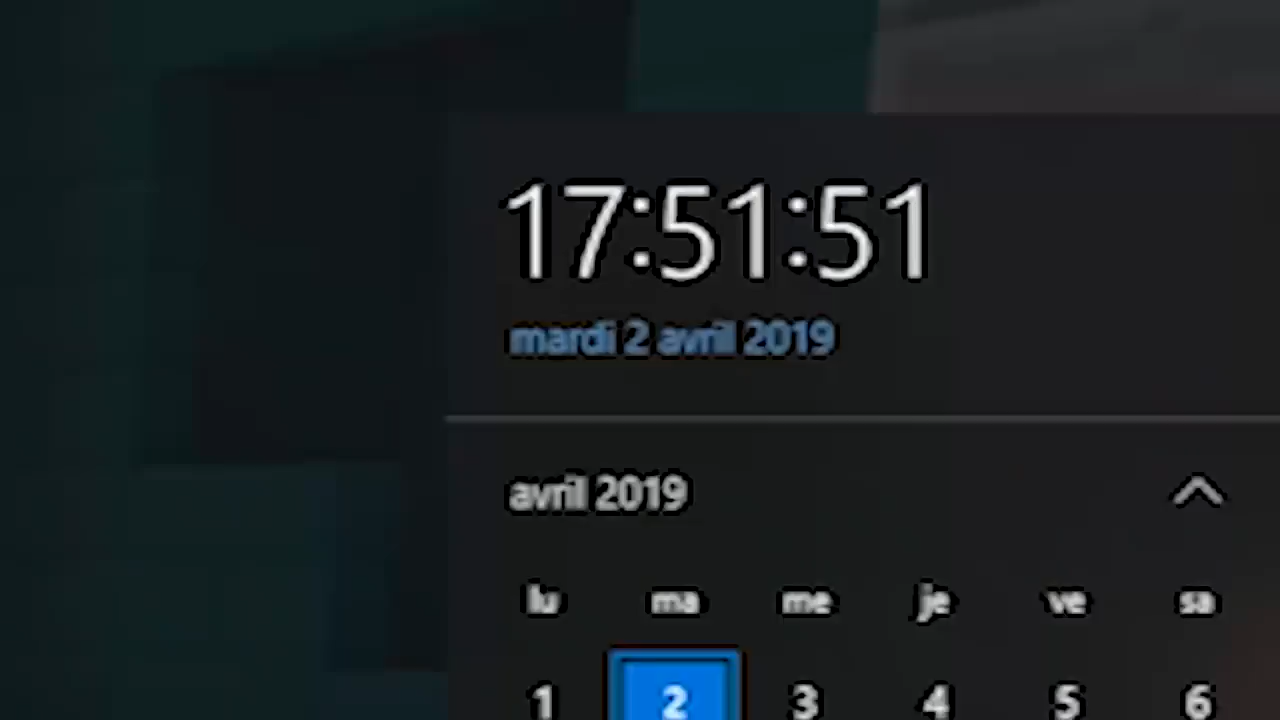 17:51:51
mardi 2 avril 2019
avril 2019
lu ma me je ve sa
1 2 3 4 5 6